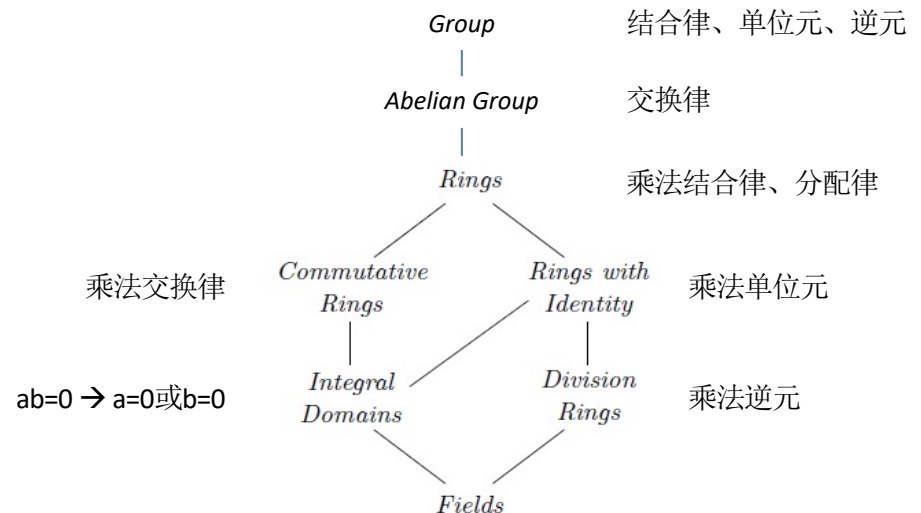 Group 结合律、单位元、逆元
Abelian Group 交换律
Rings 乘法结合律、分配律
乘法交换律 Commutative Rings Rings with Identity 乘法单位元
ab=0 → a=0或b=0 Integral Domains Division Rings 乘法逆元
Fields